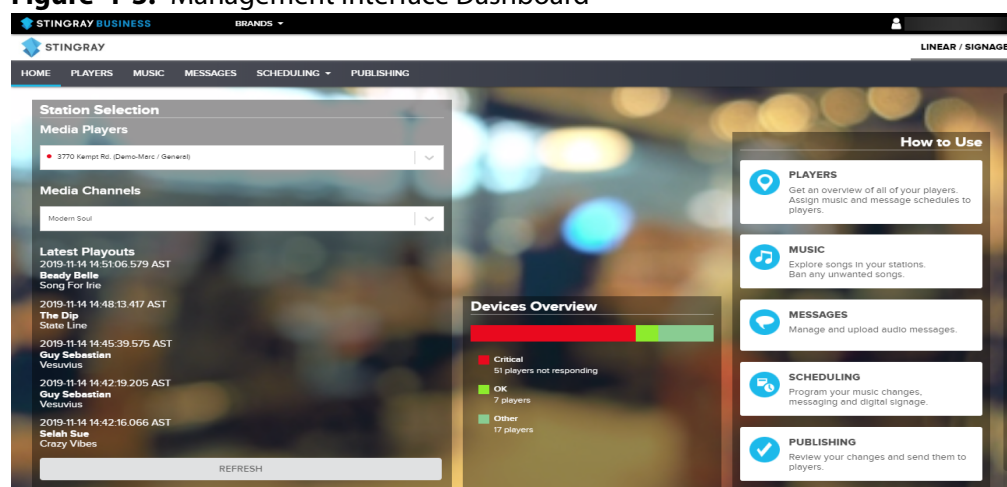 Figure 4-3: Management Interface Dashboard
STINGRAY BUSINESS
BRANDS
STINGRAY
LINEAR / SIGNAGE
HOME PLAYERS MUSIC MESSAGES SCHEDULING PUBLISHING
Station Selection
Media Players
3770 Kempt Rd. (Demo-Marc / General)
Media Channels
Modern Soul
Latest Playouts
2019-11-14 14:51:06.579 AST
Beady Belle
Song For Irie
2019-11-14 14:48:13.417 AST
The Dip
State Line
2019-11-14 14:45:39.575 AST
Guy Sebastian
Vesuvius
2019-11-14 14:42:19.205 AST
Guy Sebastian
Vesuvius
2019-11-14 14:42:16.066 AST
Selah Sue
Crazy Vibes
REFRESH
Devices Overview
Critical
51 players not responding
OK
7 players
Other
17 players
How to Use
PLAYERS
Get an overview of all of your players.
Assign music and message schedules to
players.
MUSIC
Explore songs in your stations.
Ban any unwanted songs.
MESSAGES
Manage and upload audio messages.
SCHEDULING
Program your music changes,
messaging and digital signage.
PUBLISHING
Review your changes and send them to
players.